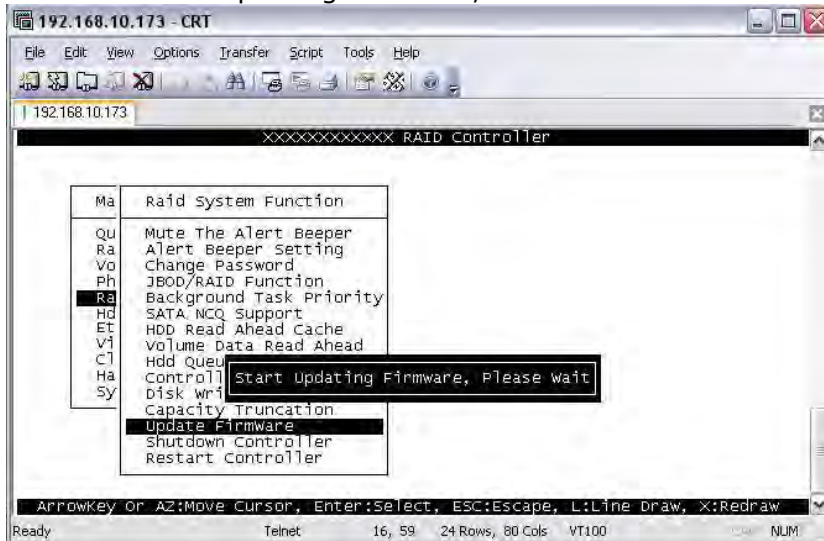 192.168.10.173 - CRT
File Edit View Options Transfer Script Tools Help
192.168.10.173
XXXXXXXXXXXX RAID Controller
Ma
Raid System Function
Qu
Mute The Alert Beeper
Ra
Alert Beeper Setting
Vo
Change Password
Ph
JBOD/RAID Function
Ra
Background Task Priority
Hd
SATA NCQ Support
Et
HDD Read Ahead Cache
Vi
Volume Data Read Ahead
Cl
Hdd Queu
Ha
Controll
Start Updating Firmware, Please Wait
Sy
Disk Wri
Capacity Truncation
Update FirmWare
Shutdown Controller
Restart Controller
ArrowKey Or AZ:Move Cursor, Enter:Select, ESC:Escape, L:Line Draw, X:Redraw
Ready Telnet 16, 59 24 Rows, 80 Cols VT100 NUM